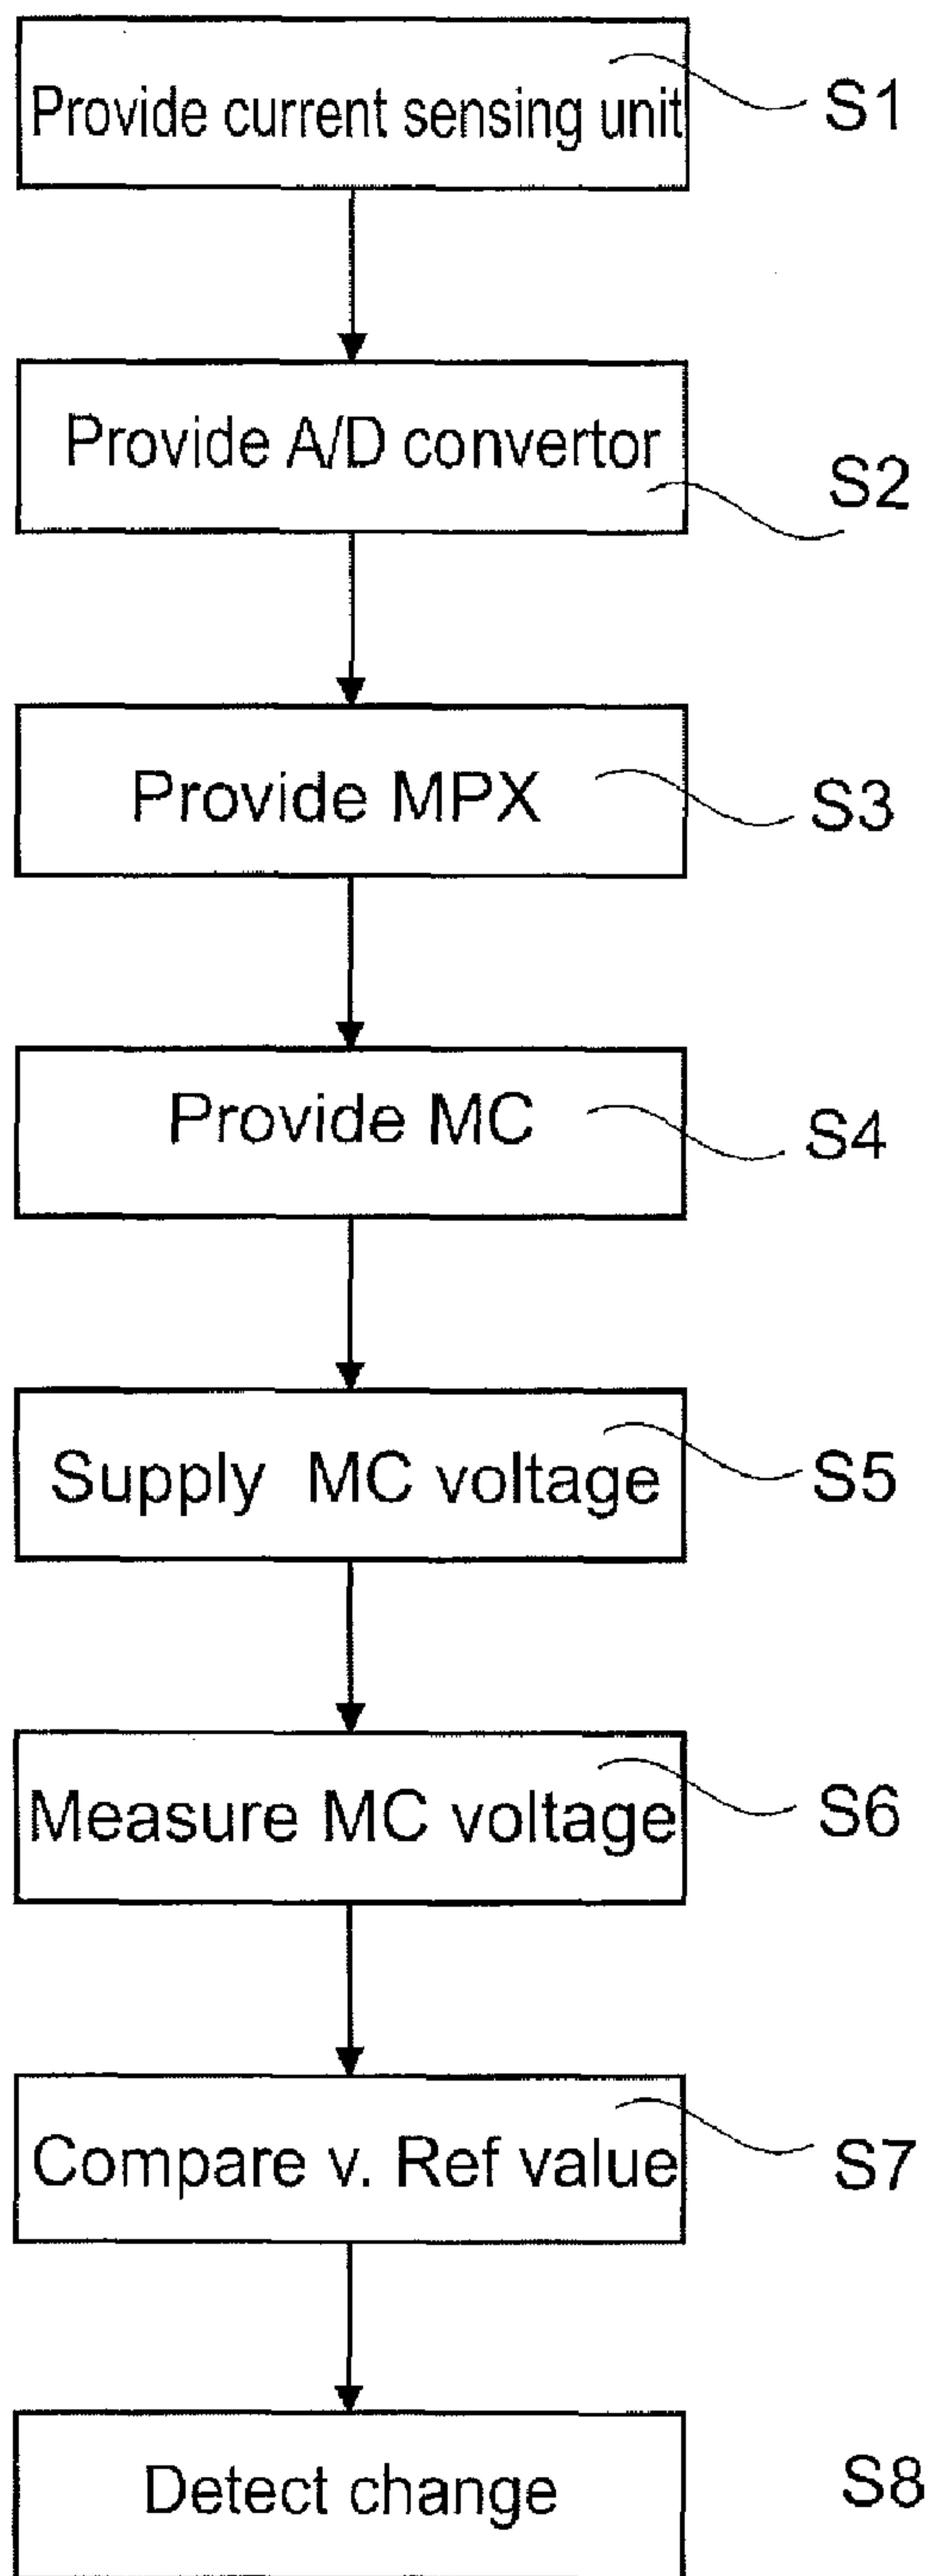 Provide current sensing unit
S1
Provide A/D convertor
S2
Provide MPX
S3
Provide MC
S4
Supply MC voltage
S5
Measure MC voltage
S6
Compare v. Ref value
S7
Detect change
S8